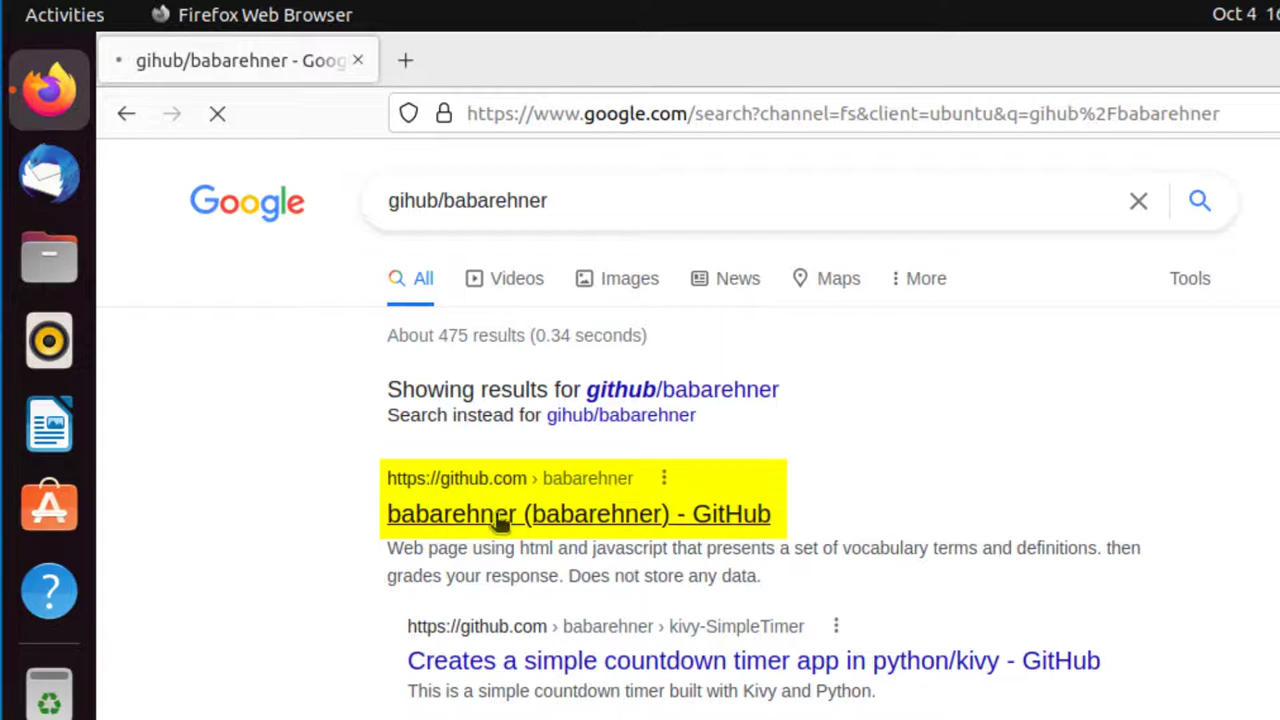 Activities Firefox Web Browser Oct 4 16
gihub/babarehner - Goog
https://www.google.com/search?channel=fs&client=ubuntu&q=gihub%2Fbabarehner
Google gihub/babarehner
All Videos Images News Maps More Tools
About 475 results (0.34 seconds)
Showing results for github/babarehner
Search instead for gihub/babarehner
https://github.com › babarehner
babarehner (babarehner) - GitHub
Web page using html and javascript that presents a set of vocabulary terms and definitions. then
grades your response. Does not store any data.
https://github.com › babarehner › kivy-SimpleTimer
Creates a simple countdown timer app in python/kivy - GitHub
This is a simple countdown timer built with Kivy and Python.